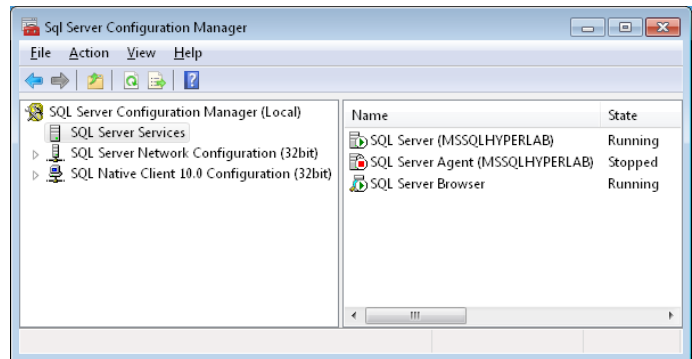 Sql Server Configuration Manager
File Action View Help
SQL Server Configuration Manager (Local)
SQL Server Services
SQL Server Network Configuration (32bit)
SQL Native Client 10.0 Configuration (32bit)
Name State
SQL Server (MSSQLHYPERLAB) Running
SQL Server Agent (MSSQLHYPERLAB) Stopped
SQL Server Browser Running